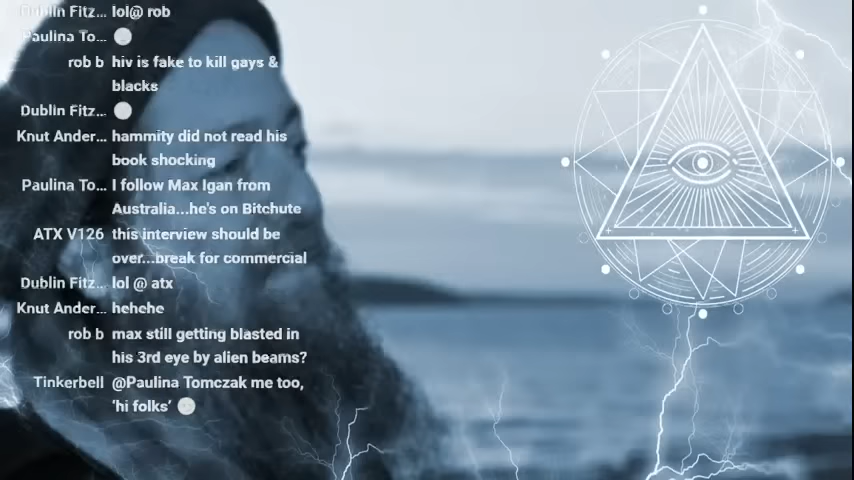 Dublin Fitz... lol@ rob
Paulina To...
rob b hiv is fake to kill gays &
blacks
Dublin Fitz...
Knut Ander... hammity did not read his
book shocking
Paulina To... I follow Max Igan from
Australia...he's on Bitchute
ATX V126 this interview should be
over...break for commercial
Dublin Fitz... lol @ atx
Knut Ander... hehehe
rob b max still getting blasted in
his 3rd eye by alien beams?
Tinkerbell @Paulina Tomczak me too,
'hi folks'